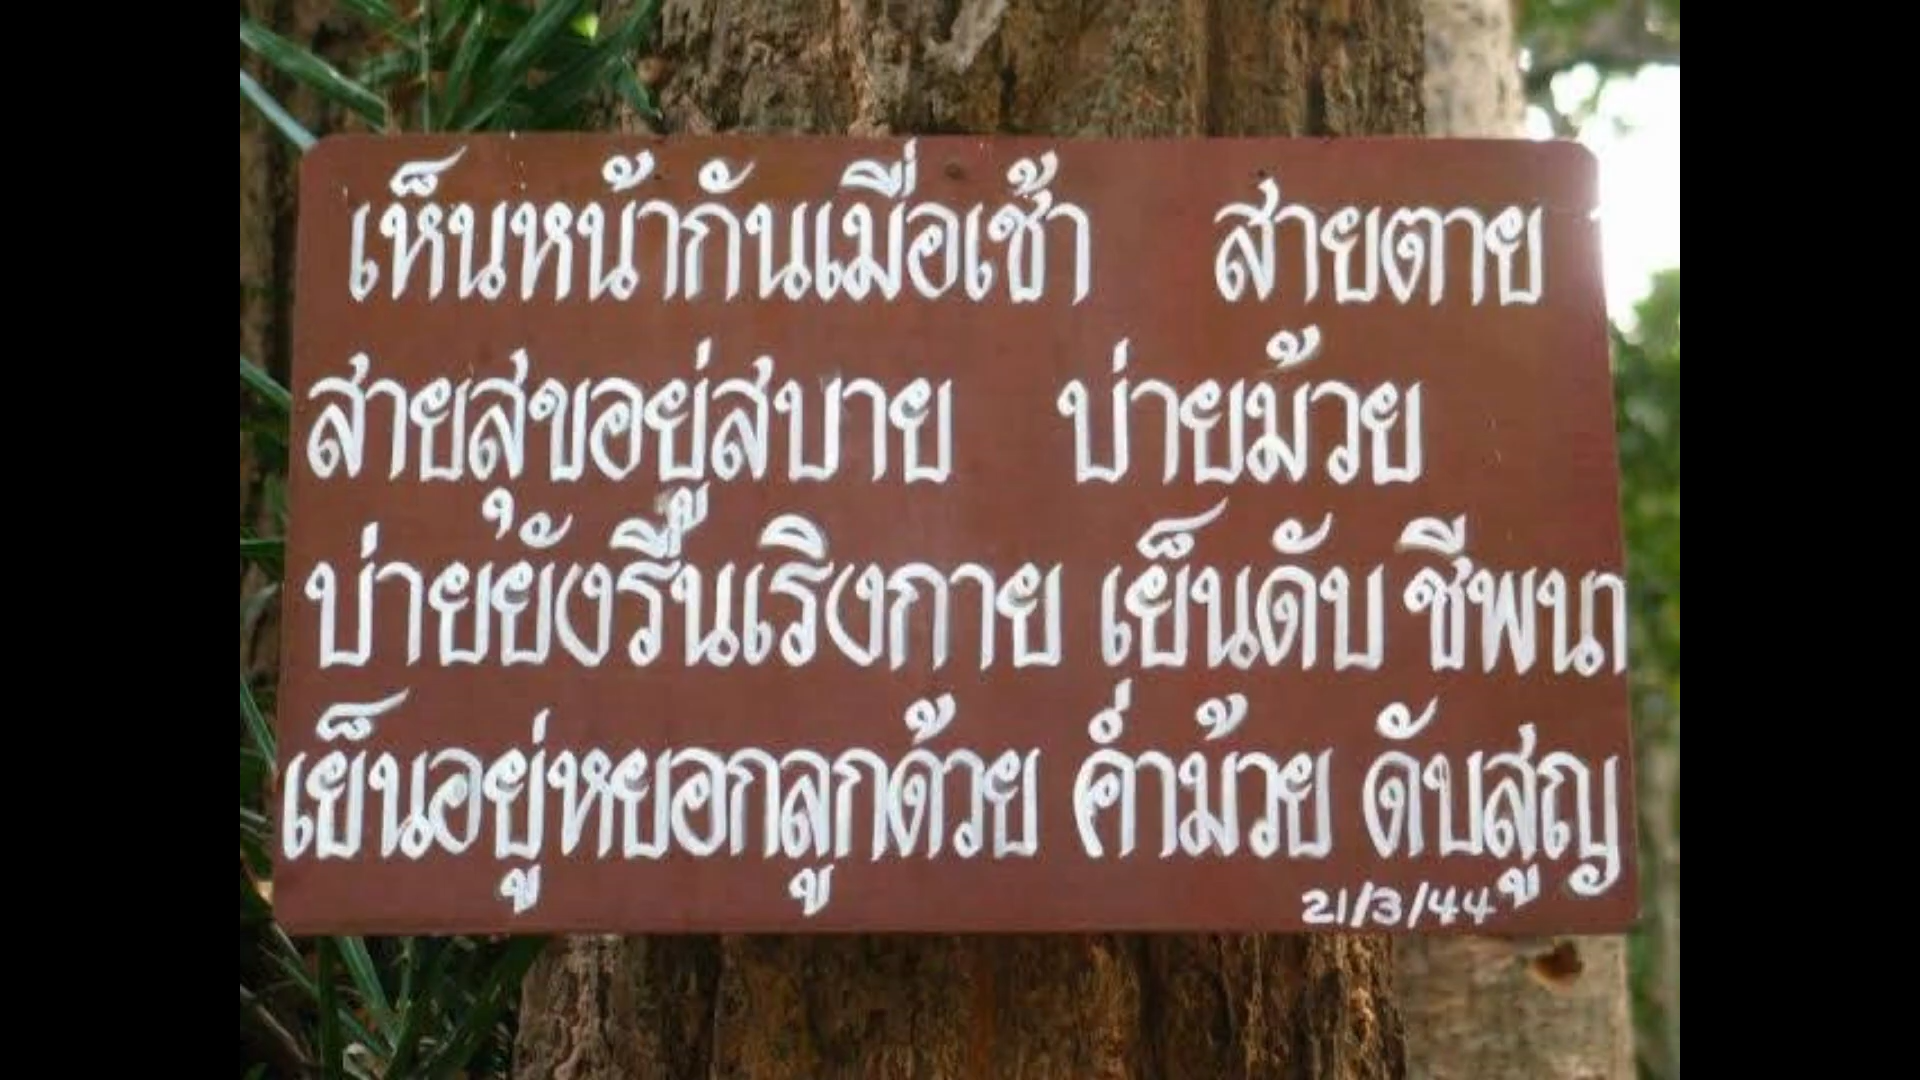 เห็นหน้ากันเมื่อเช้า สายตาย
สายสุขอยู่สบาย บ่ายม้วย
บ่ายยังรื่นเริงกาย เย็นดับ ชีพนา
เย็นอยู่หยอกลูกด้วย ค่ำม้วย ดับสูญ
21/3/44